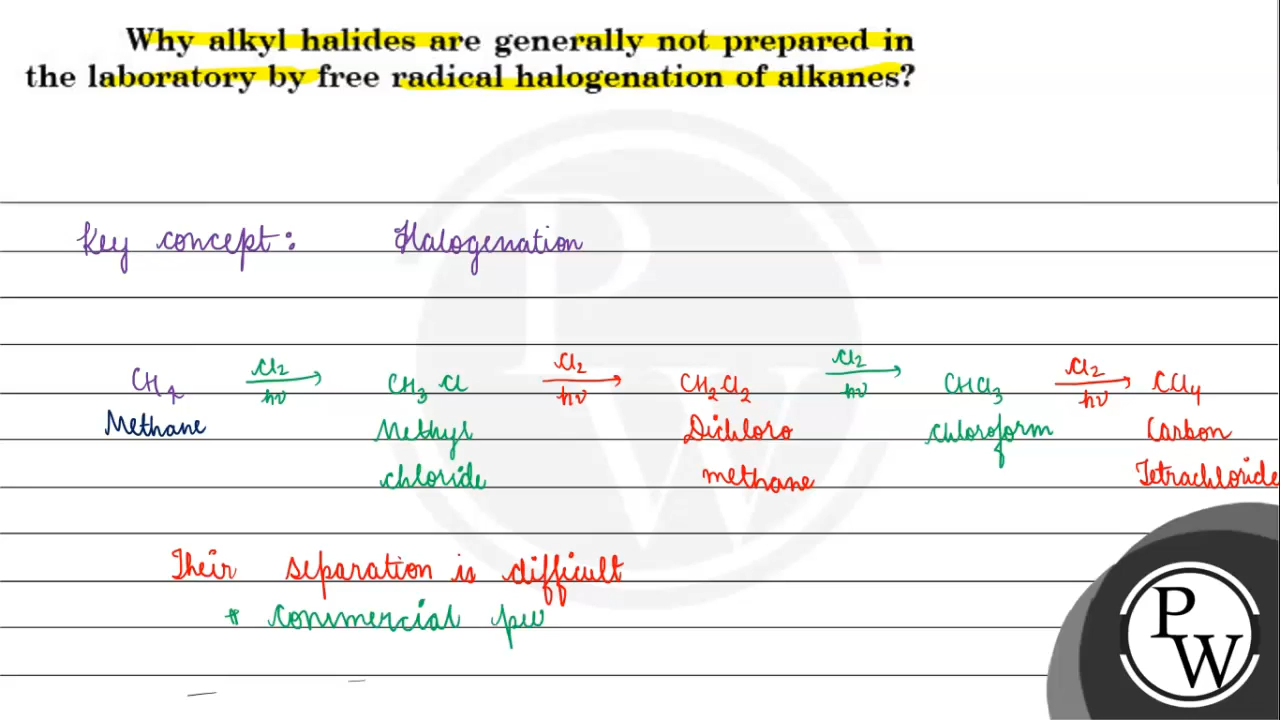 Why alkyl halides are generally not prepared in
the laboratory by free radical halogenation of alkanes?
Key concept: Halogenation
CH4 Cl2 hν CH3 Cl Cl2 hν CH2Cl2 Cl2 hν CHCl3 Cl2 hν CCl4
Methane Methyl Dichloro Chloroform Carbon
chloride methane Tetrachloride
Their separation is difficult
* Commercial
P
W